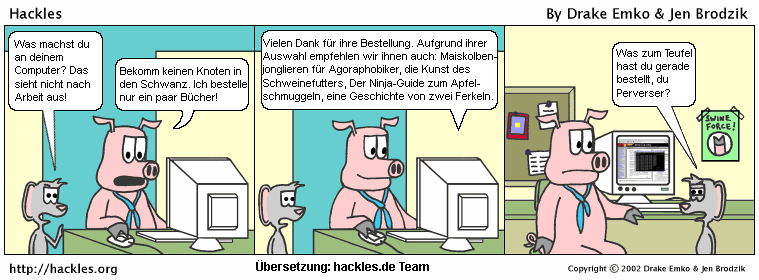 Hackles
By Drake Emko & Jen Brodzik
Was machst du
an deinem
Computer? Das
sieht nicht nach
Arbeit aus!
Bekomm keinen Knoten in
den Schwanz. Ich bestelle
nur ein paar Bücher!
Vielen Dank für ihre Bestellung. Aufgrund ihrer
Auswahl empfehlen wir ihnen auch: Maiskolben-
jonglieren für Agoraphobiker, die Kunst des
Schweinefutters, Der Ninja-Guide zum Apfel-
schmuggeln, eine Geschichte von zwei Ferkeln.
Was zum Teufel
hast du gerade
bestellt, du
Perverser?
SWINE
FORCE!
http://hackles.org
Übersetzung: hackles.de Team
Copyright © 2002 Drake Emko & Jen Brodzik